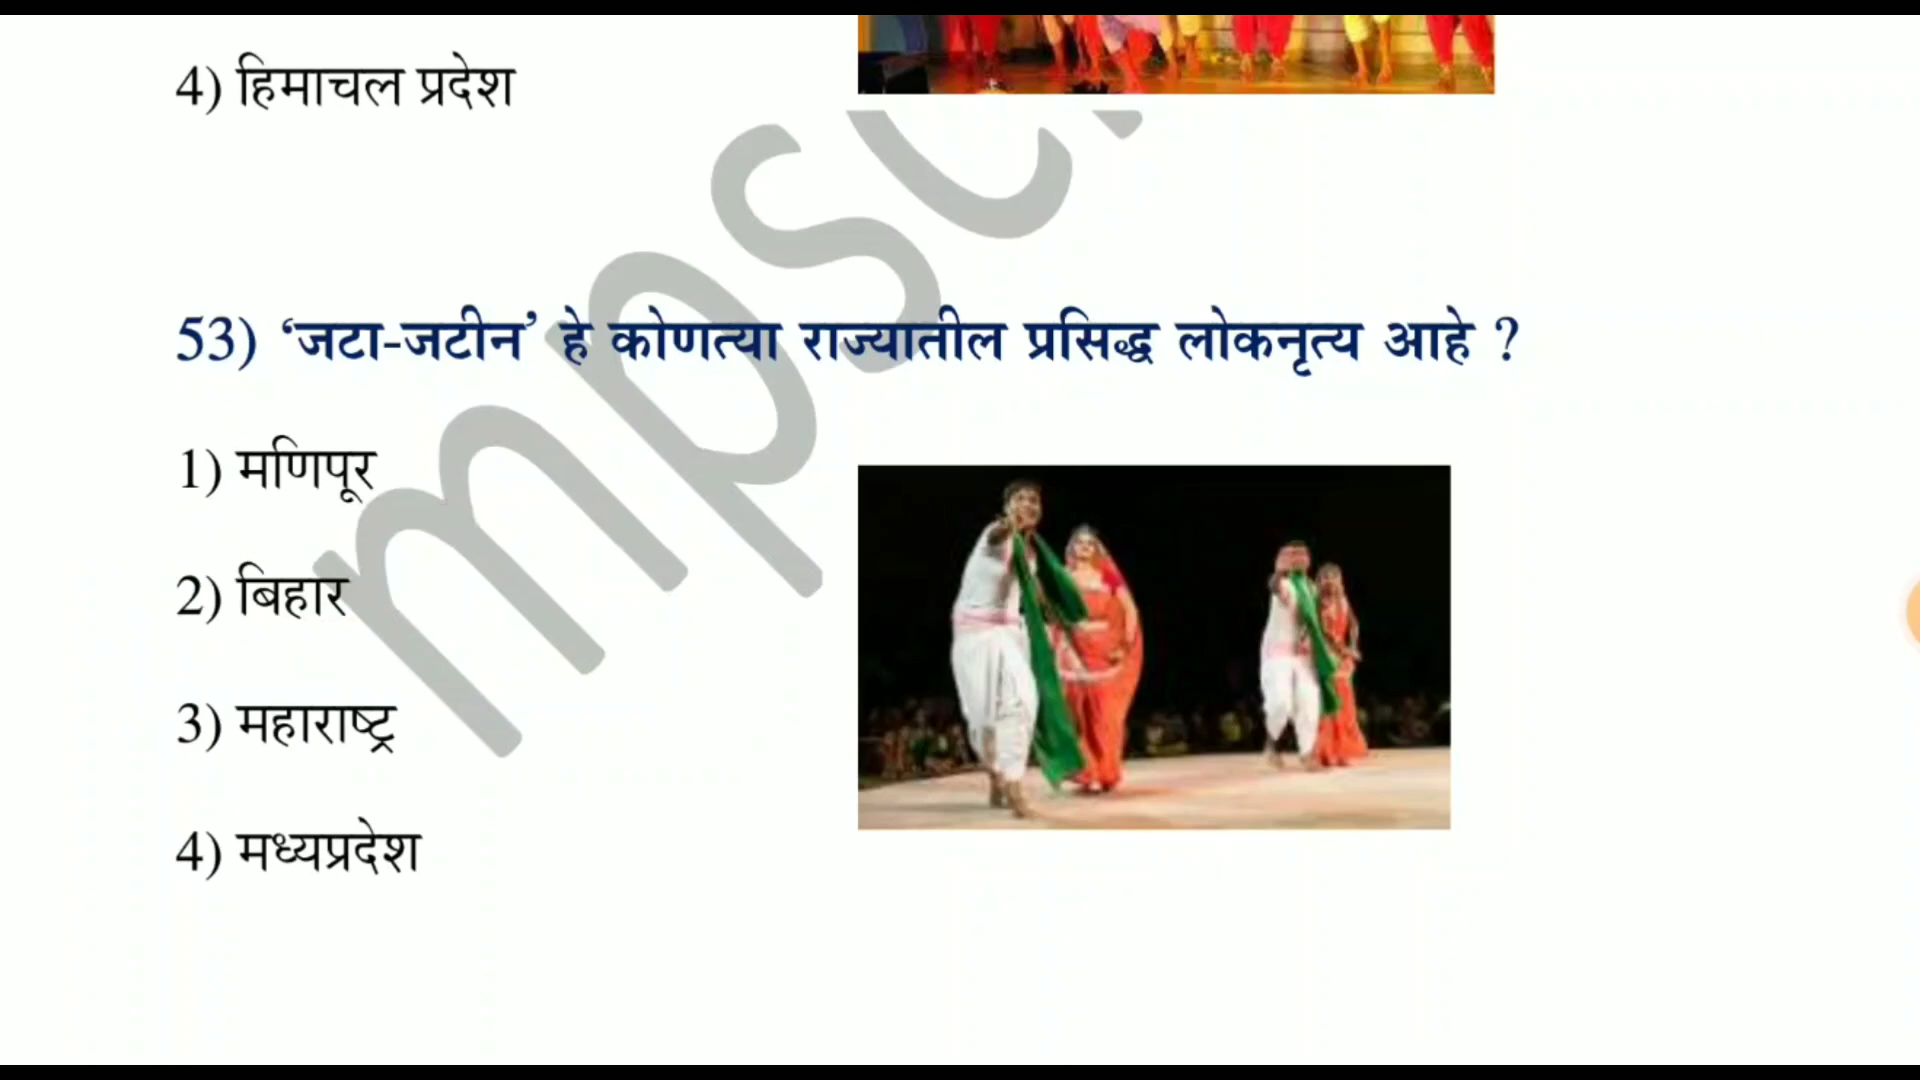 4) हिमाचल प्रदेश
53) ‘जटा-जटीन’ हे कोणत्या राज्यातील प्रसिद्ध लोकनृत्य आहे ?
1) मणिपूर
2) बिहार
3) महाराष्ट्र
4) मध्यप्रदेश
mpsc